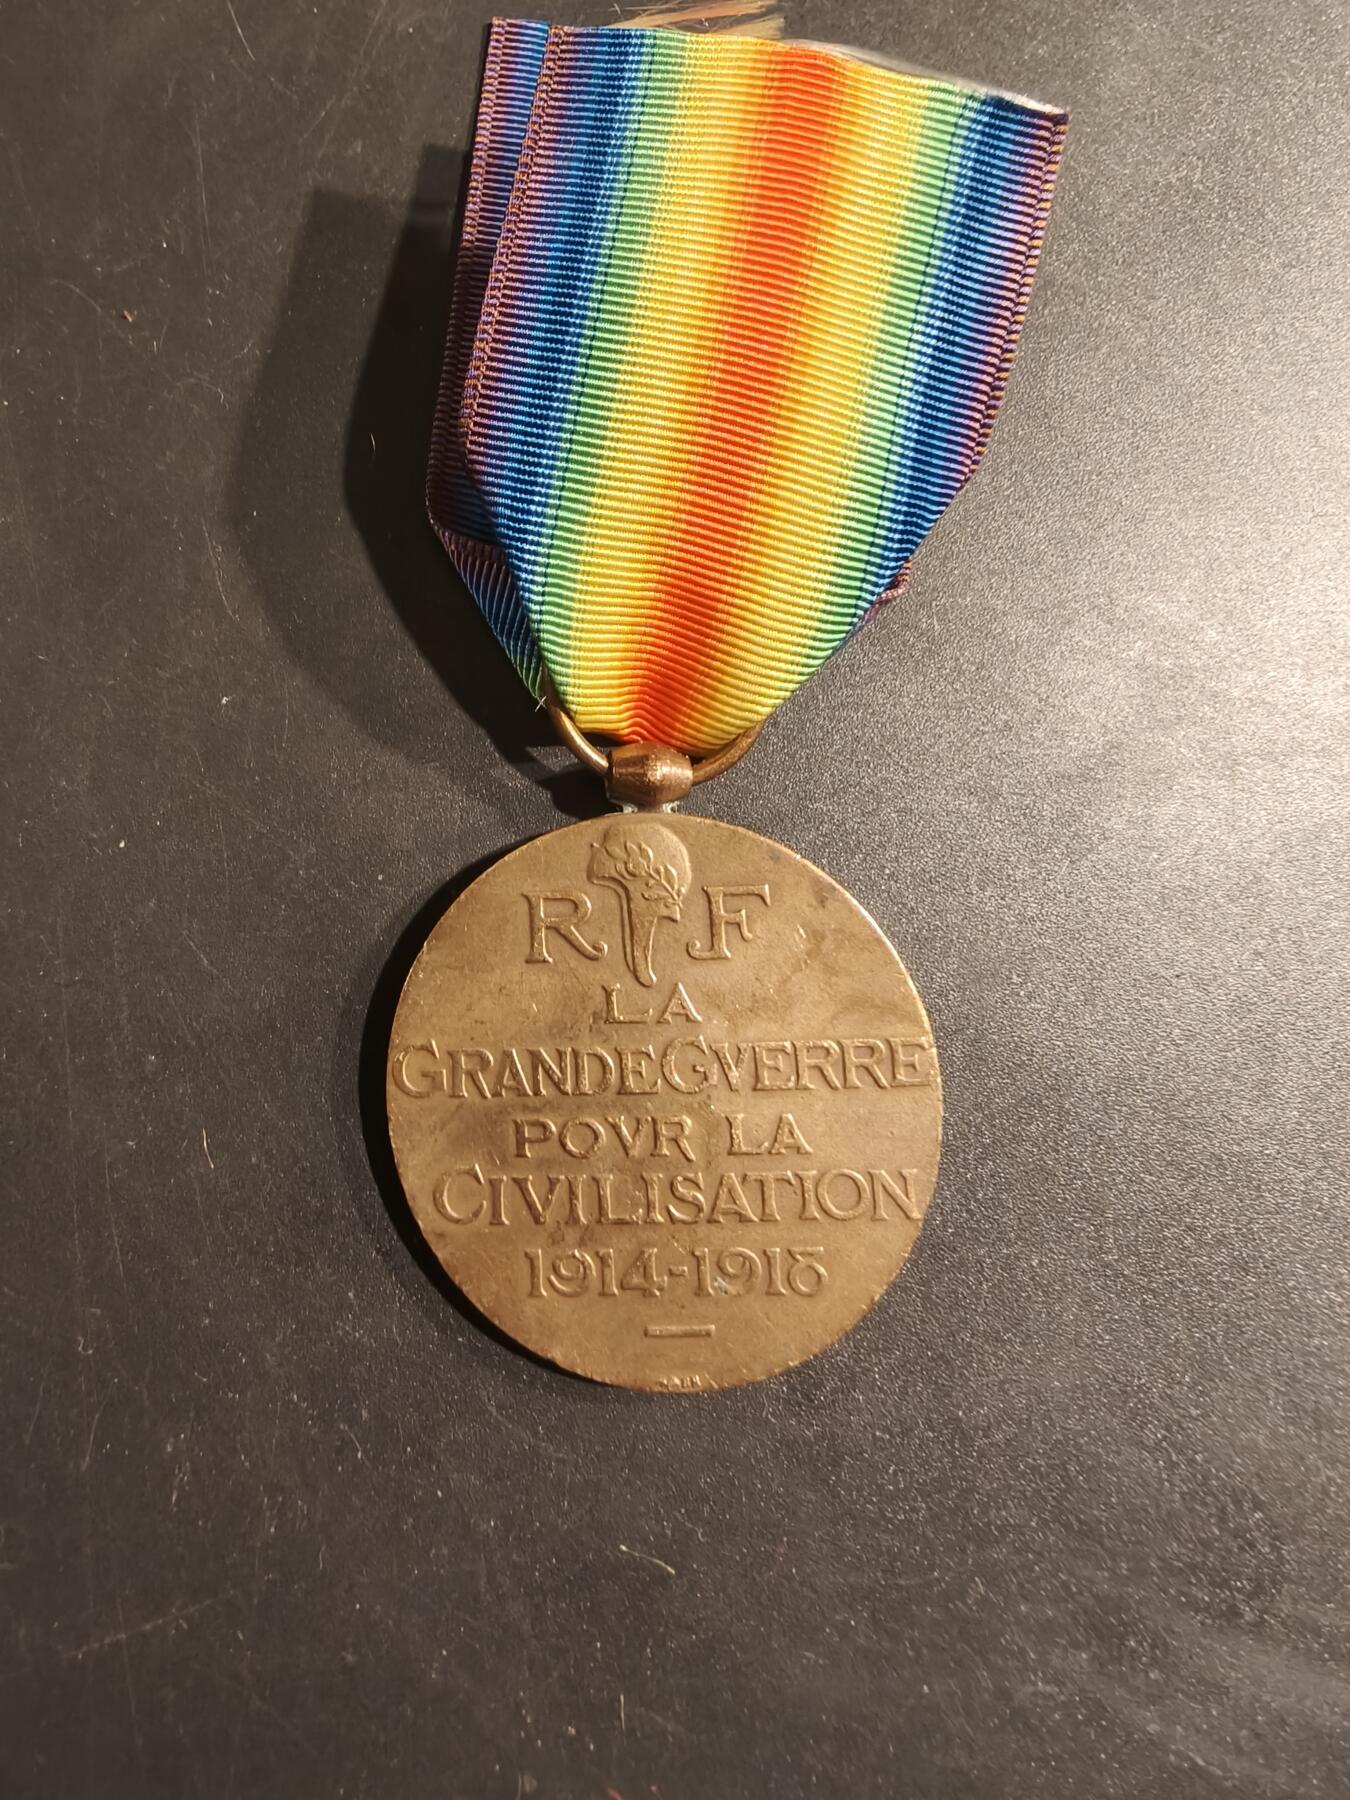 R F
LA
GRANDE GVERRE
POVR LA
CIVILISATION
1914-1918